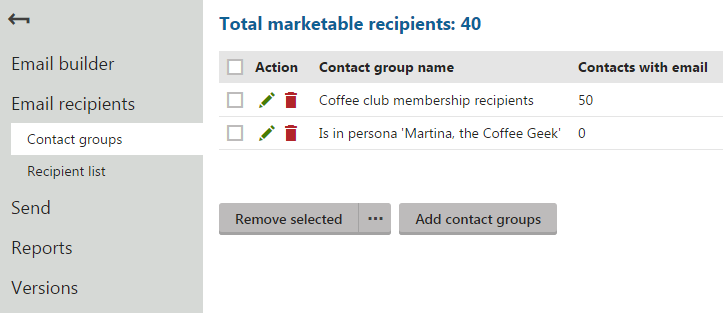 Total marketable recipients: 40
Email builder
Email recipients
Contact groups
Recipient list
Send
Reports
Versions
Action Contact group name Contacts with email
Coffee club membership recipients 50
Is in persona 'Martina, the Coffee Geek' 0
Remove selected ... Add contact groups